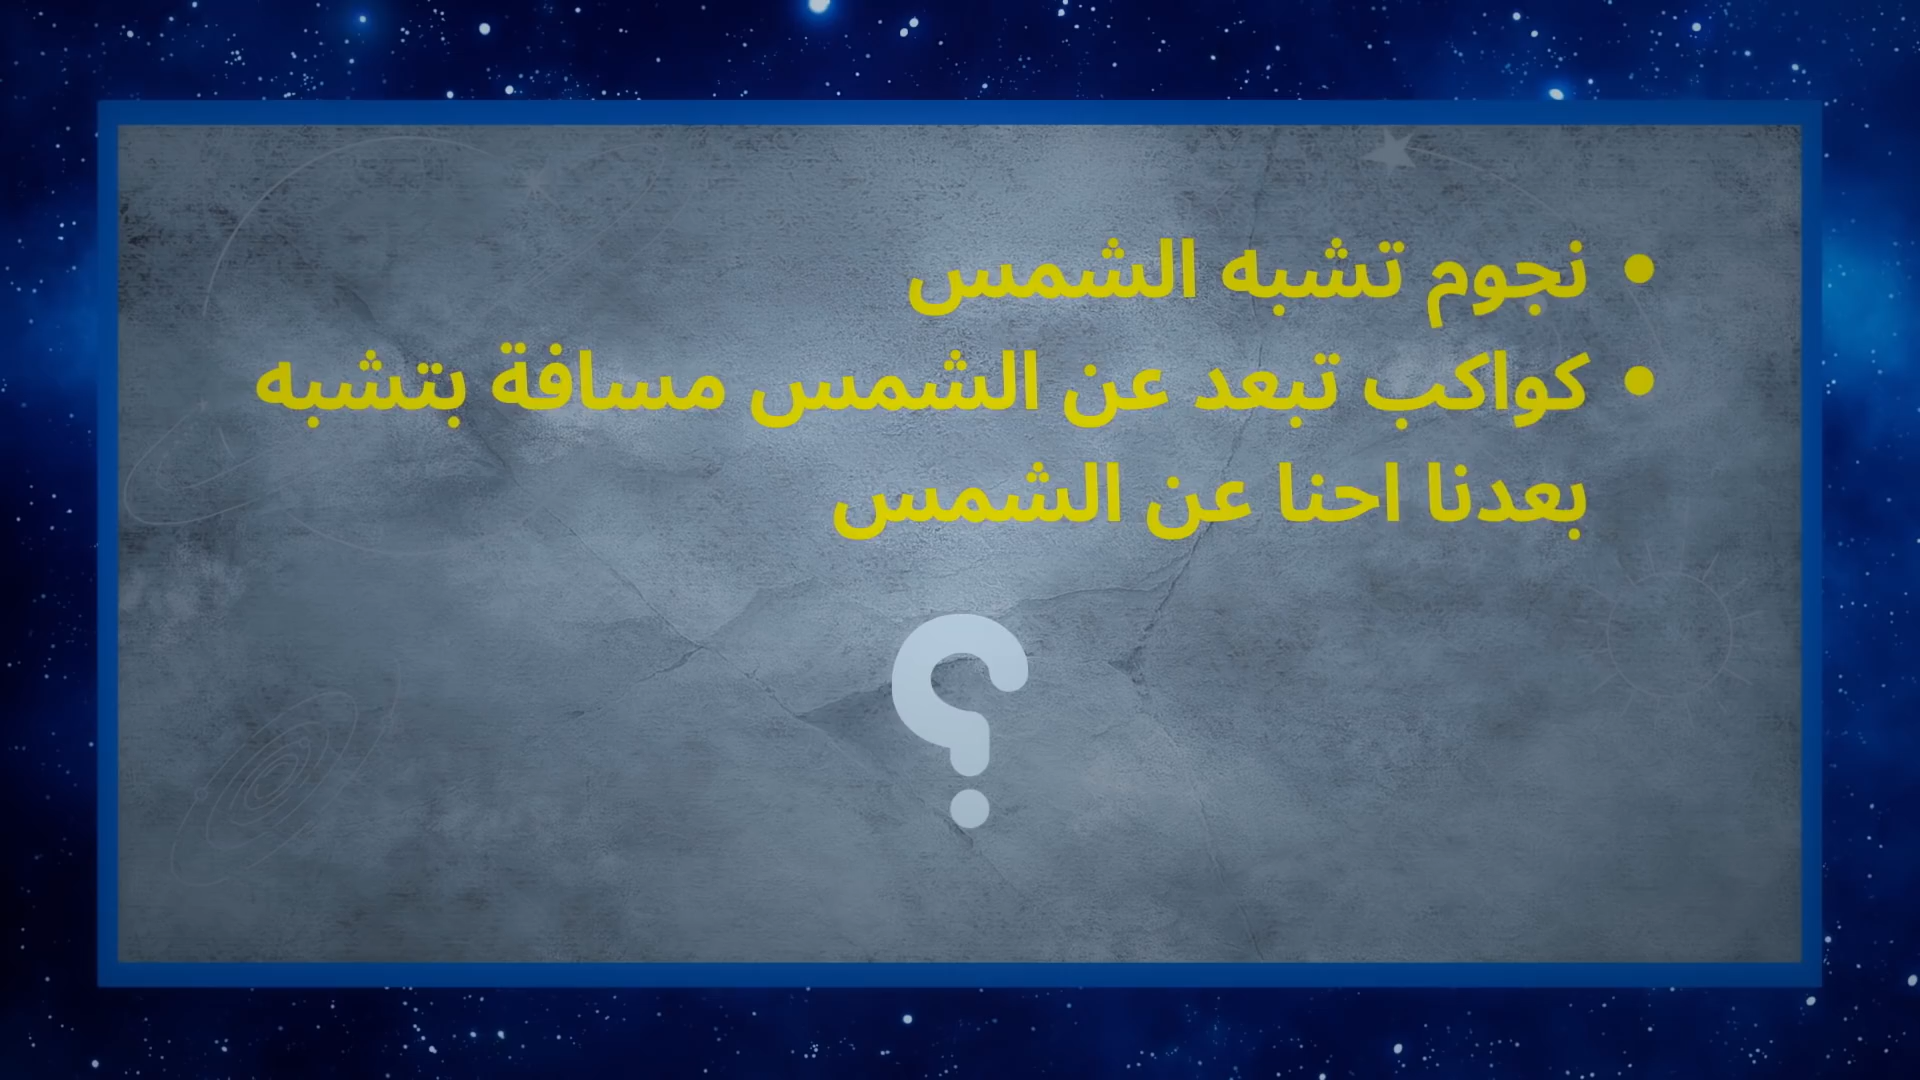 • نجوم تشبه الشمس
• كواكب تبعد عن الشمس مسافة بتشبه
بعدنا احنا عن الشمس
؟